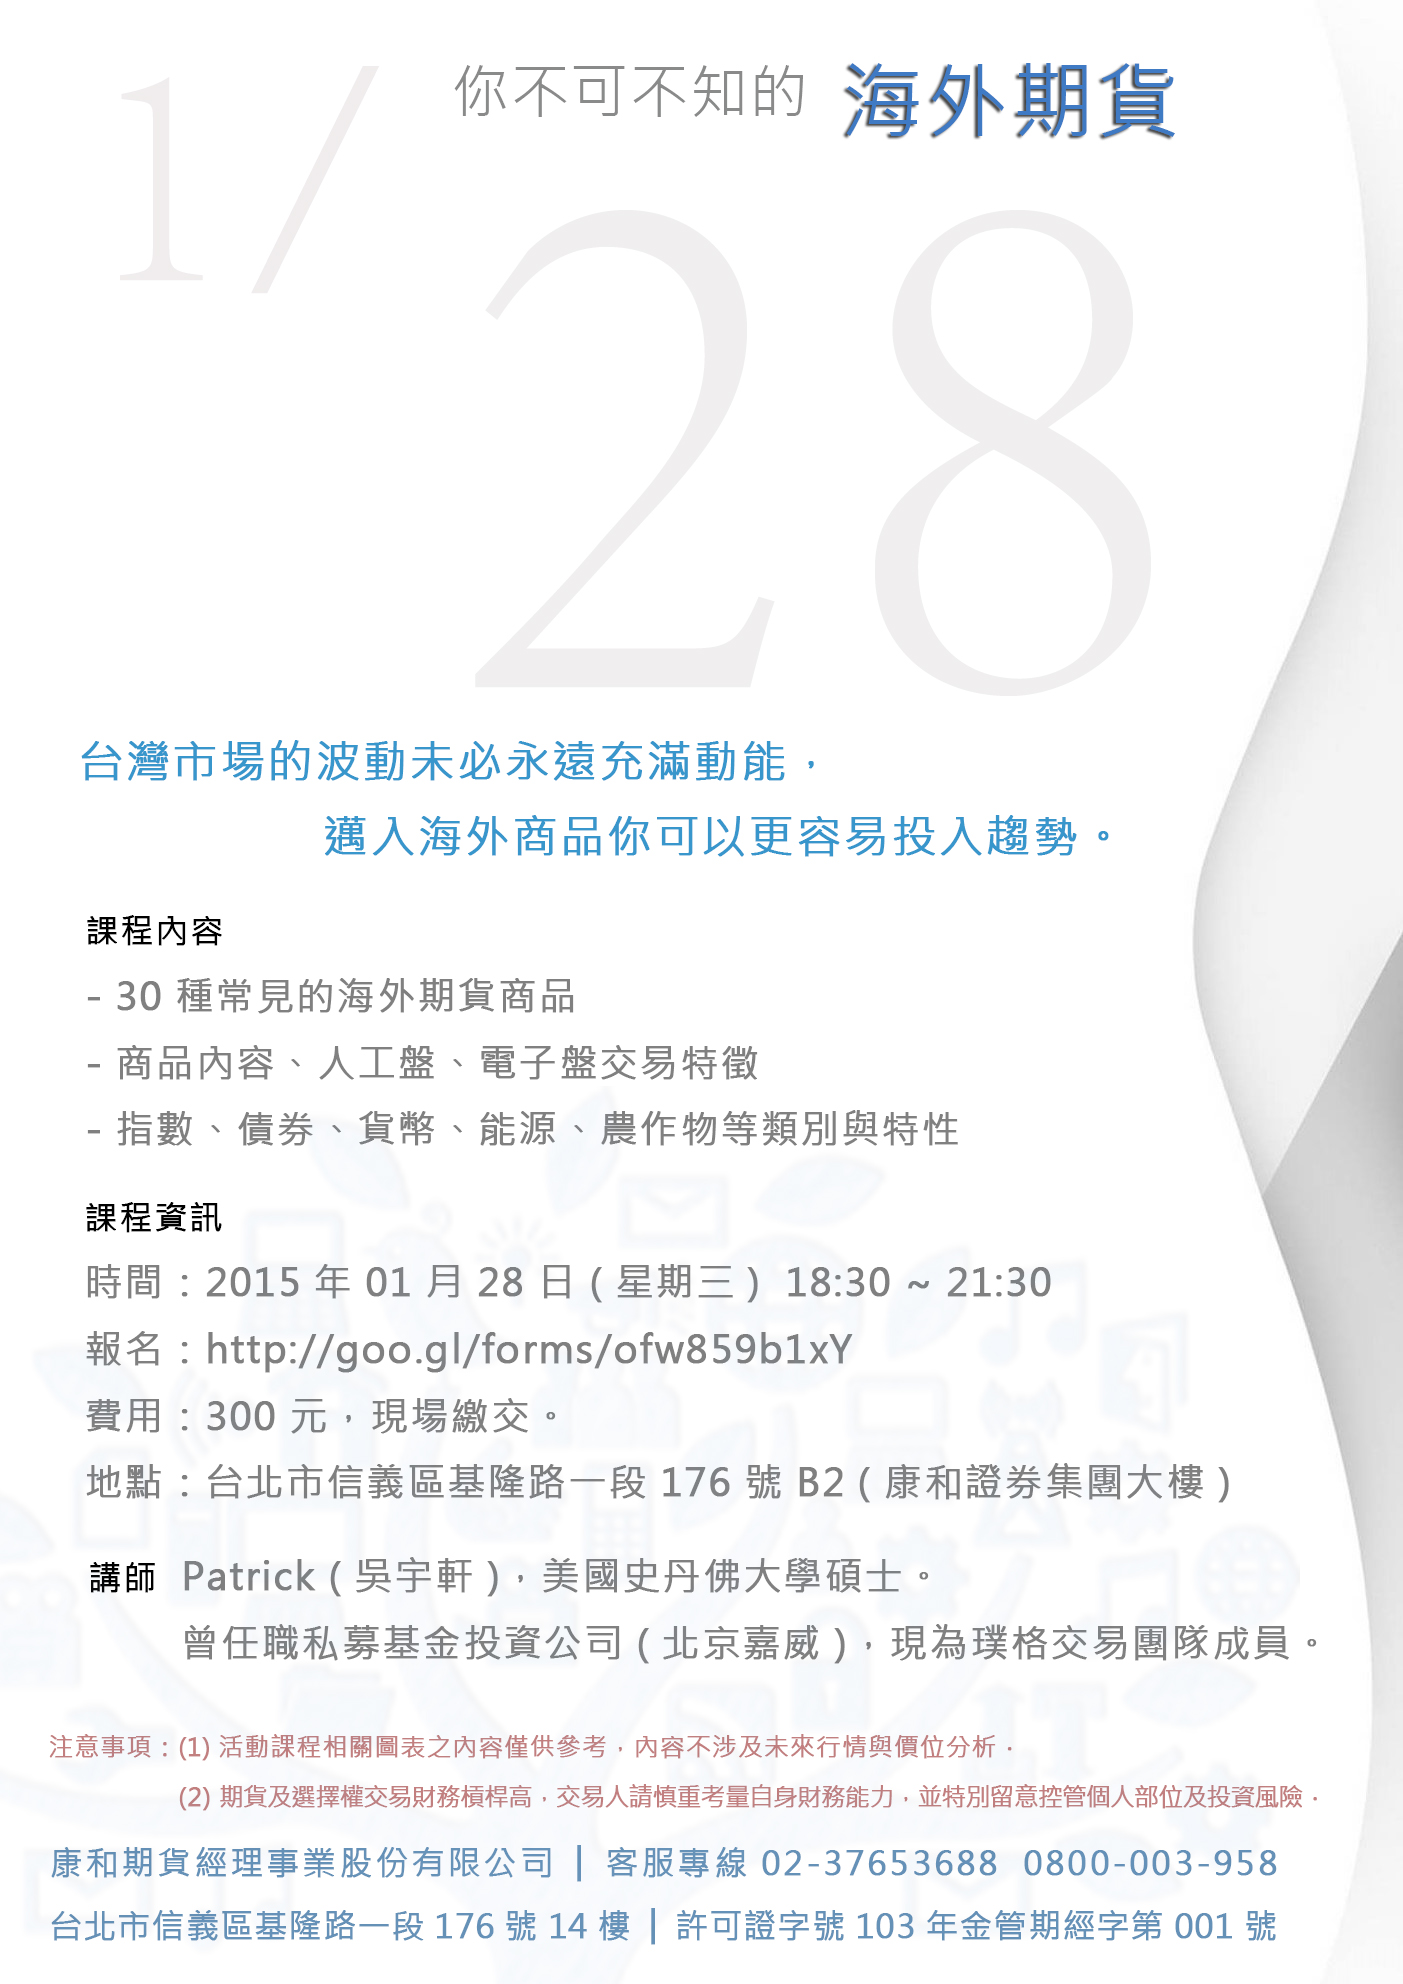 1/28
你不可不知的 海外期貨
台灣市場的波動未必永遠充滿動能，
邁入海外商品你可以更容易投入趨勢。
課程內容
- 30 種常見的海外期貨商品
- 商品內容、人工盤、電子盤交易特徵
- 指數、債券、貨幣、能源、農作物等類別與特性
課程資訊
時間：2015 年 01 月 28 日 ( 星期三 ) 18:30 ~ 21:30
報名：http://goo.gl/forms/ofw859b1xY
費用：300 元，現場繳交。
地點：台北市信義區基隆路一段 176 號 B2 ( 康和證券集團大樓 )
講師 Patrick ( 吳宇軒 )，美國史丹佛大學碩士。
曾任職私募基金投資公司 ( 北京嘉威 )，現為璞格交易團隊成員。
注意事項：(1) 活動課程相關圖表之內容僅供參考，內容不涉及未來行情與價位分析．
(2) 期貨及選擇權交易財務槓桿高，交易人請慎重考量自身財務能力，並特別留意控管個人部位及投資風險．
康和期貨經理事業股份有限公司 | 客服專線 02-37653688 0800-003-958
台北市信義區基隆路一段 176 號 14 樓 | 許可證字號 103 年金管期經字第 001 號